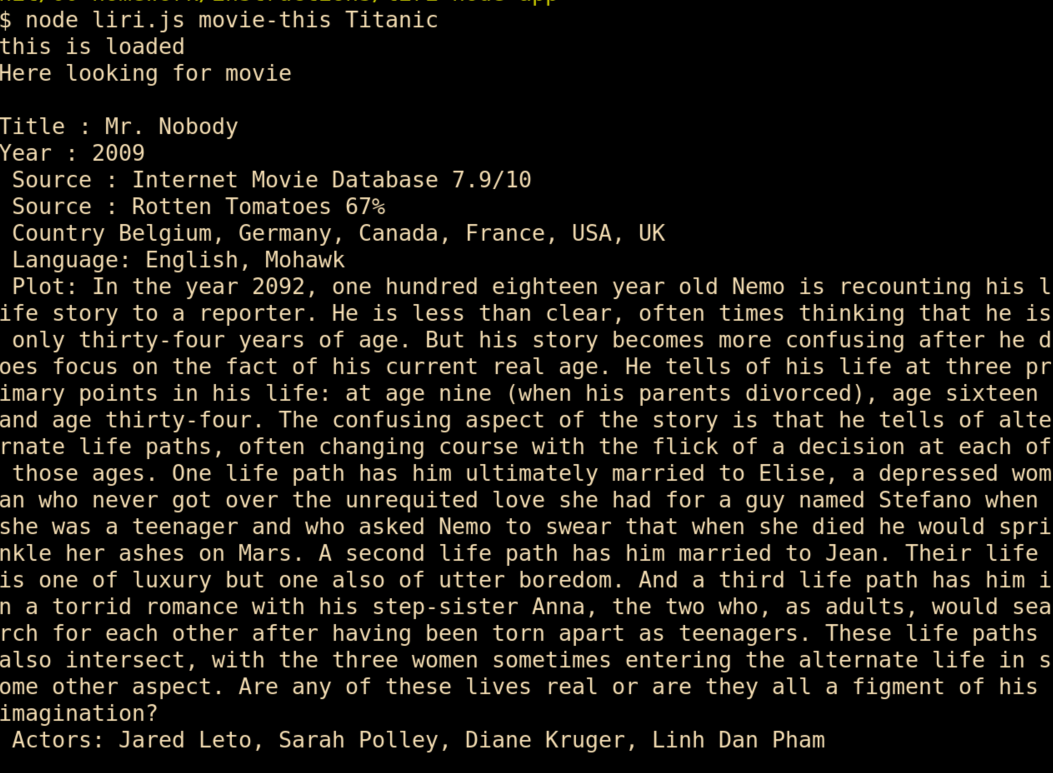 $ node liri.js movie-this Titanic
this is loaded
Here looking for movie
Title : Mr. Nobody
Year : 2009
Source : Internet Movie Database 7.9/10
Source : Rotten Tomatoes 67%
Country Belgium, Germany, Canada, France, USA, UK
Language: English, Mohawk
Plot: In the year 2092, one hundred eighteen year old Nemo is recounting his l
ife story to a reporter. He is less than clear, often times thinking that he is
only thirty-four years of age. But his story becomes more confusing after he d
oes focus on the fact of his current real age. He tells of his life at three pr
imary points in his life: at age nine (when his parents divorced), age sixteen
and age thirty-four. The confusing aspect of the story is that he tells of alte
rnate life paths, often changing course with the flick of a decision at each of
those ages. One life path has him ultimately married to Elise, a depressed wom
an who never got over the unrequited love she had for a guy named Stefano when
she was a teenager and who asked Nemo to swear that when she died he would spri
nkle her ashes on Mars. A second life path has him married to Jean. Their life
is one of luxury but one also of utter boredom. And a third life path has him i
n a torrid romance with his step-sister Anna, the two who, as adults, would sea
rch for each other after having been torn apart as teenagers. These life paths
also intersect, with the three women sometimes entering the alternate life in s
ome other aspect. Are any of these lives real or are they all a figment of his
imagination?
Actors: Jared Leto, Sarah Polley, Diane Kruger, Linh Dan Pham